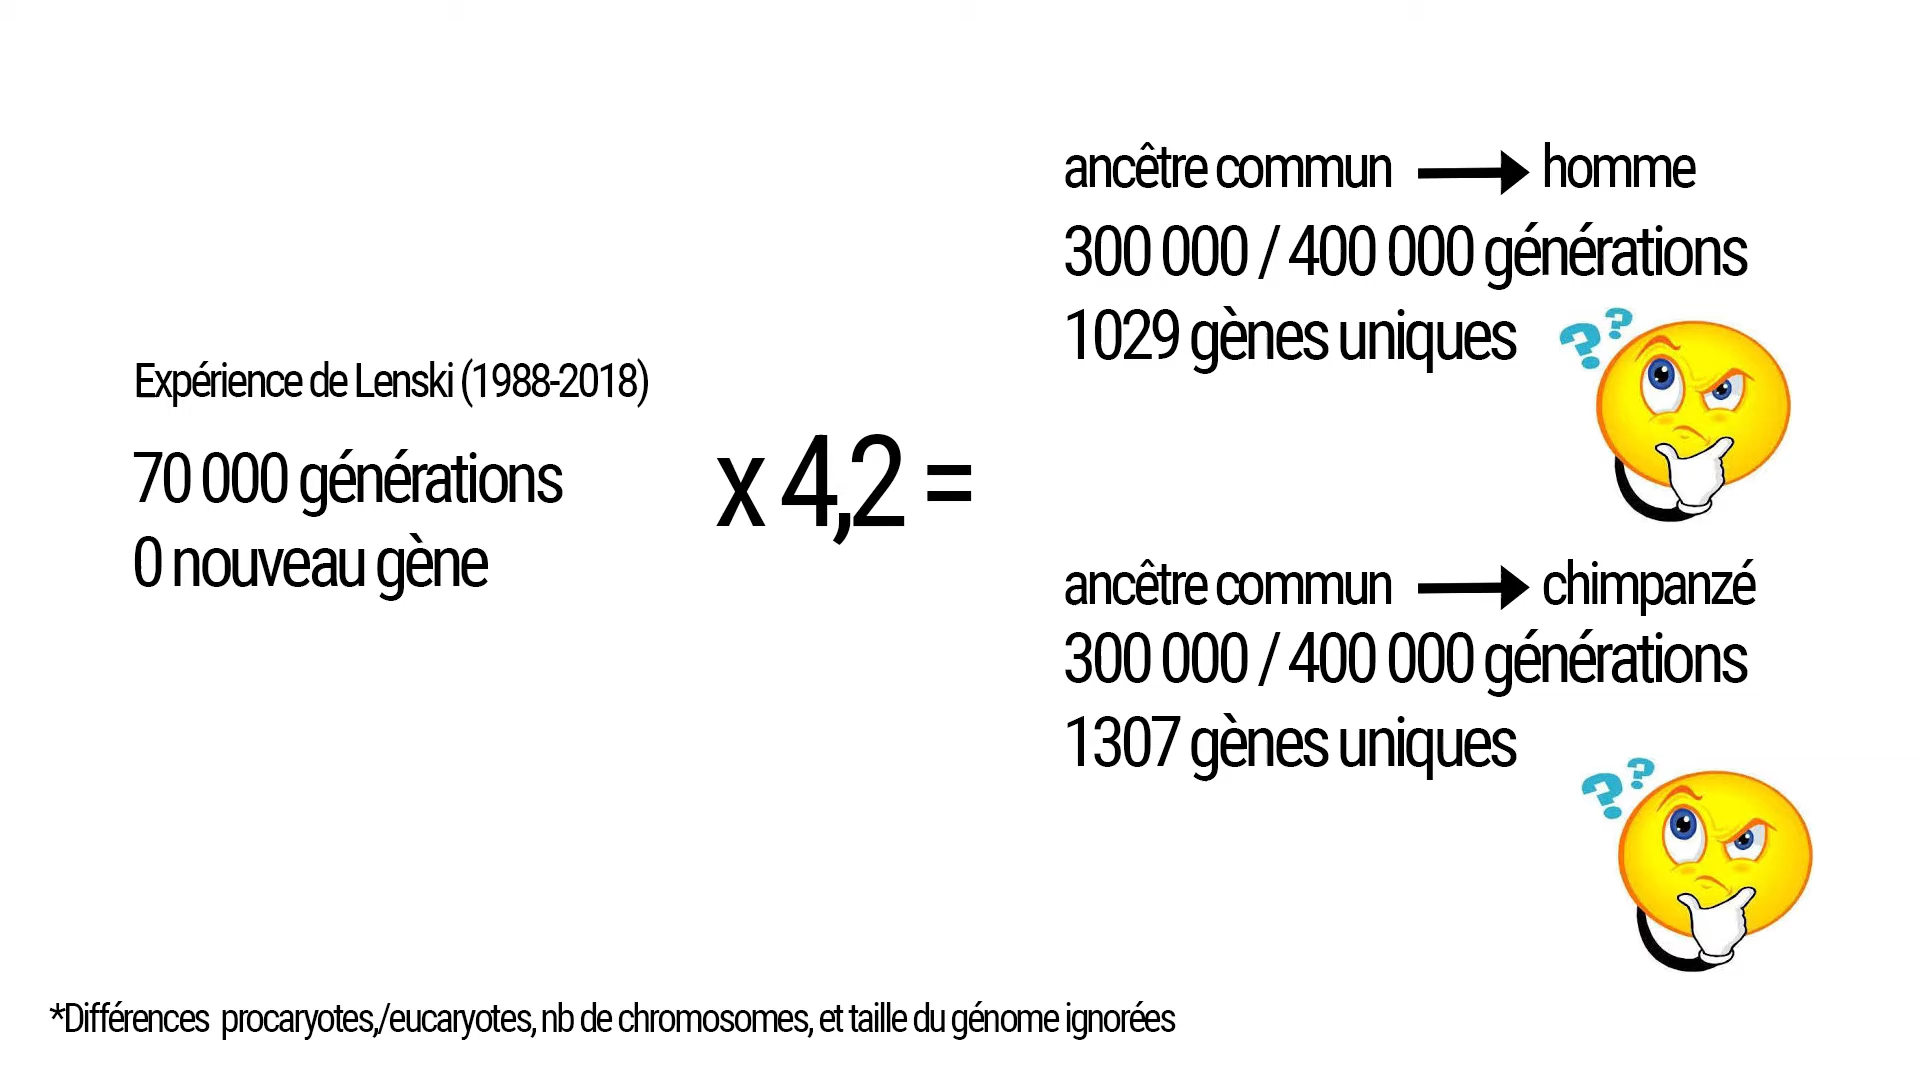 Expérience de Lenski (1988-2018)
70 000 générations
0 nouveau gène
x 4,2 =
ancêtre commun → homme
300 000 / 400 000 générations
1029 gènes uniques
??
ancêtre commun → chimpanzé
300 000 / 400 000 générations
1307 gènes uniques
??
*Différences procaryotes,/eucaryotes, nb de chromosomes, et taille du génome ignorées